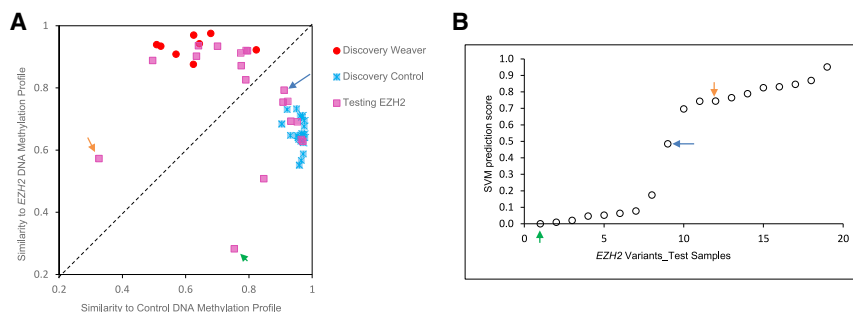 A
B
1
0.8
0.6
0.4
0.2
0.2
0.4
0.6
0.8
1
Similarity to EZH2 DNA Methylation Profile
Similarity to Control DNA Methylation Profile
Discovery Weaver
Discovery Control
Testing EZH2
1.0
0.9
0.8
0.7
0.6
0.5
0.4
0.3
0.2
0.1
0.0
0
5
10
15
20
SVM prediction score
EZH2 Variants_Test Samples